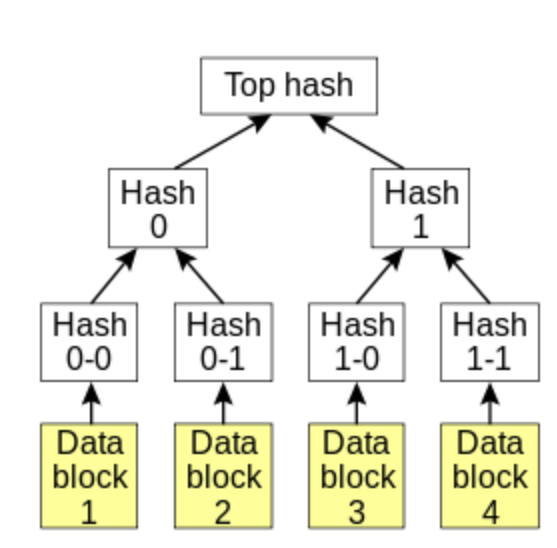 Top hash
Hash
0
Hash
1
Hash
0-0
Hash
0-1
Hash
1-0
Hash
1-1
Data
block
1
Data
block
2
Data
block
3
Data
block
4